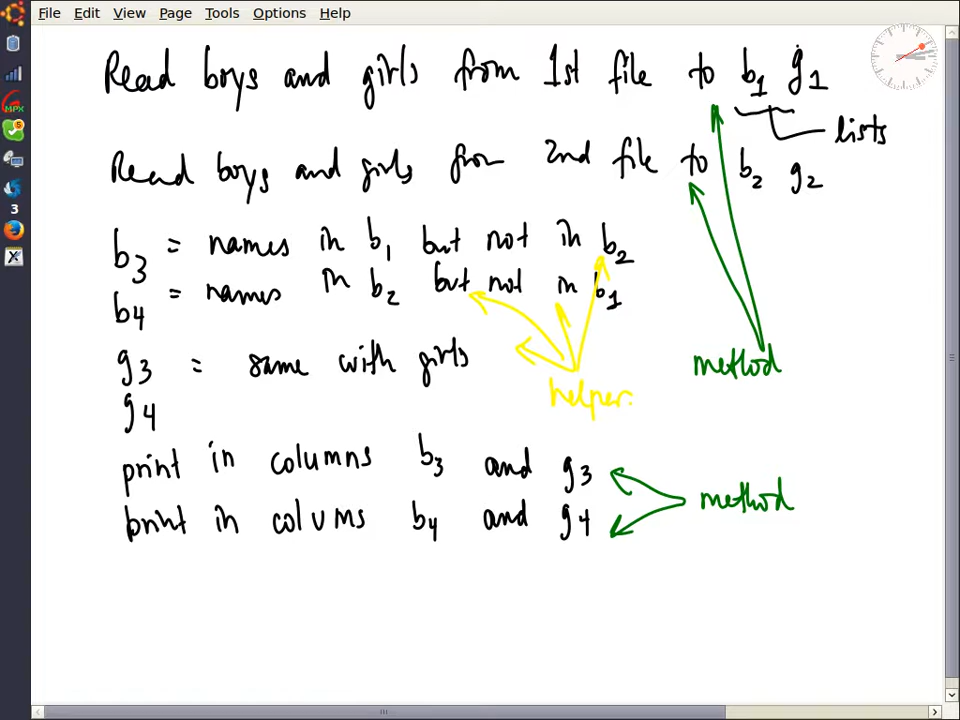 File Edit View Page Tools Options Help
Read boys and girls from 1st file to b1 g1
lists
Read boys and girls from 2nd file to b2 g2
b3 = names in b1 but not in b2
b4 = names in b2 but not in b1
g3 = same with girls
method
helper
g4
print in columns b3 and g3
method
print in colums b4 and g4
MPX
5
3